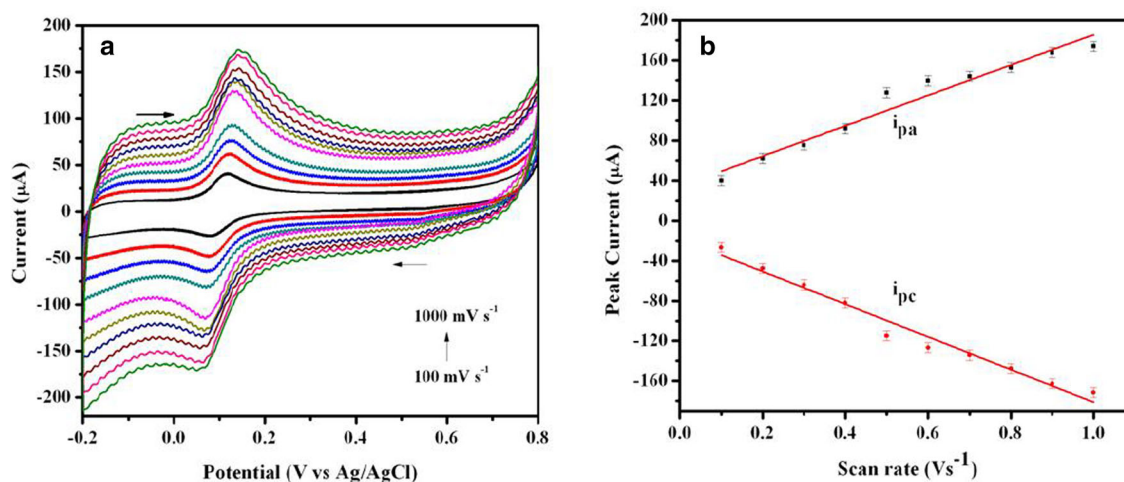 a
200
150
100
50
0
-50
-100
-150
-200
Current (µA)
1000 mV s-1
100 mV s-1
-0.2 0.0 0.2 0.4 0.6 0.8
Potential (V vs Ag/AgCl)
b
200
160
120
80
40
0
-40
-80
-120
-160
Peak Current (µA)
ipa
ipc
0.0 0.2 0.4 0.6 0.8 1.0
Scan rate (Vs-1)